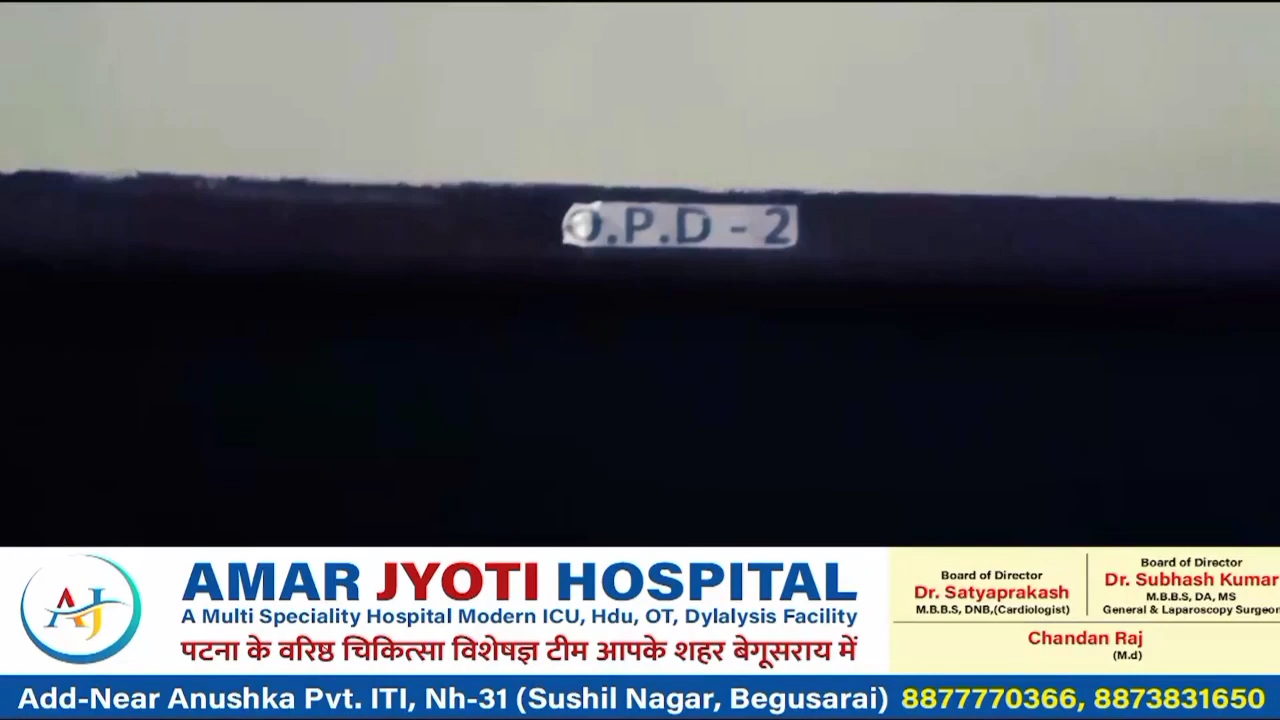 O.P.D - 2
AJ
AMAR JYOTI HOSPITAL
A Multi Speciality Hospital Modern ICU, Hdu, OT, Dylalysis Facility
पटना के वरिष्ठ चिकित्सा विशेषज्ञ टीम आपके शहर बेगूसराय में
Board of Director
Dr. Satyaprakash
M.B.B.S, DNB,(Cardiologist)
Board of Director
Dr. Subhash Kumar
M.B.B.S, DA, MS
General & Laparoscopy Surgeon
Chandan Raj
(M.d)
Add-Near Anushka Pvt. ITI, Nh-31 (Sushil Nagar, Begusarai) 8877770366, 8873831650